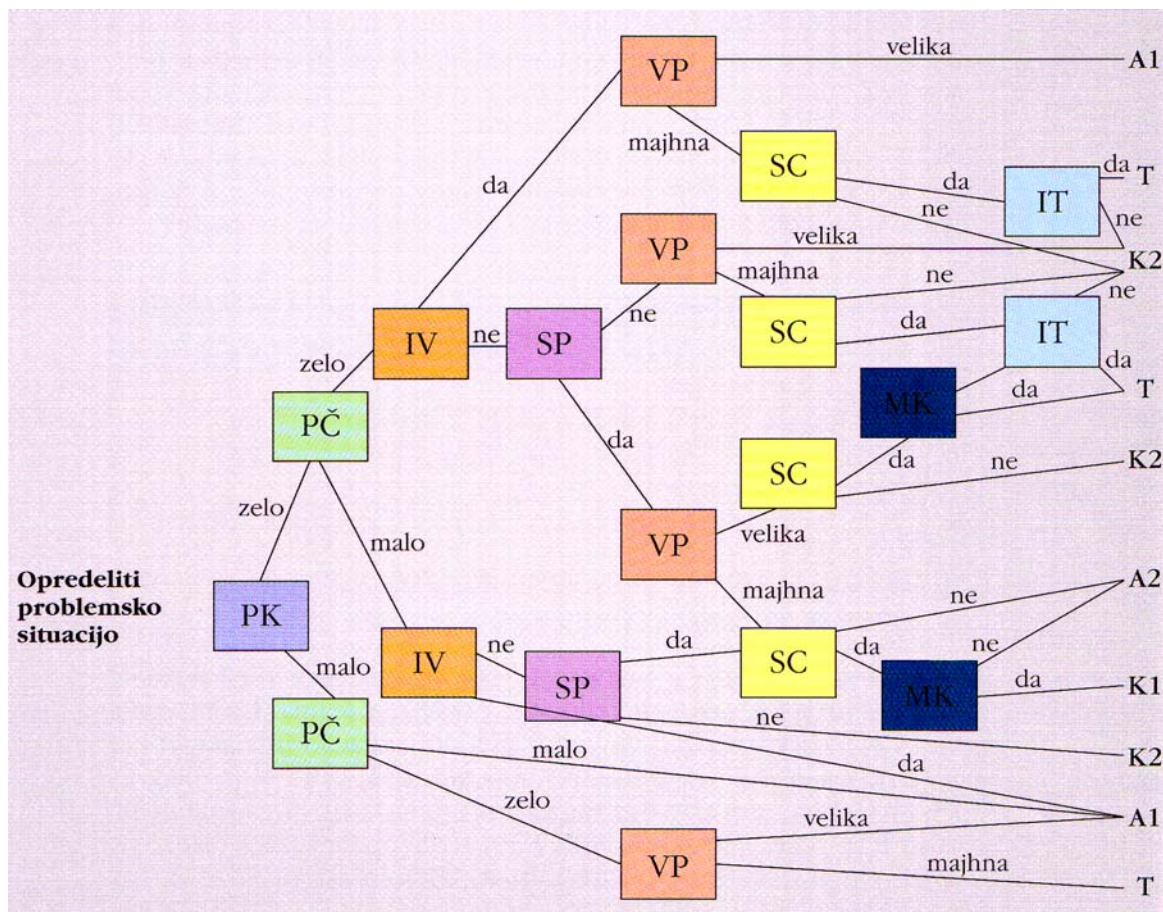 VP
velika
A1
majhna
SC
da
da
IT
da
T
ne
ne
VP
velika
K2
majhna
ne
ne
SC
da
IT
IV
ne
SP
ne
zelo
da
PČ
MK
da
T
da
SC
da
ne
K2
zelo
malo
VP
velika
Opredeliti
problemsko
situacijo
PK
majhna
ne
A2
IV
ne
da
SC
da
ne
malo
SP
MK
da
K1
PČ
ne
malo
da
K2
zelo
velika
A1
VP
majhna
T